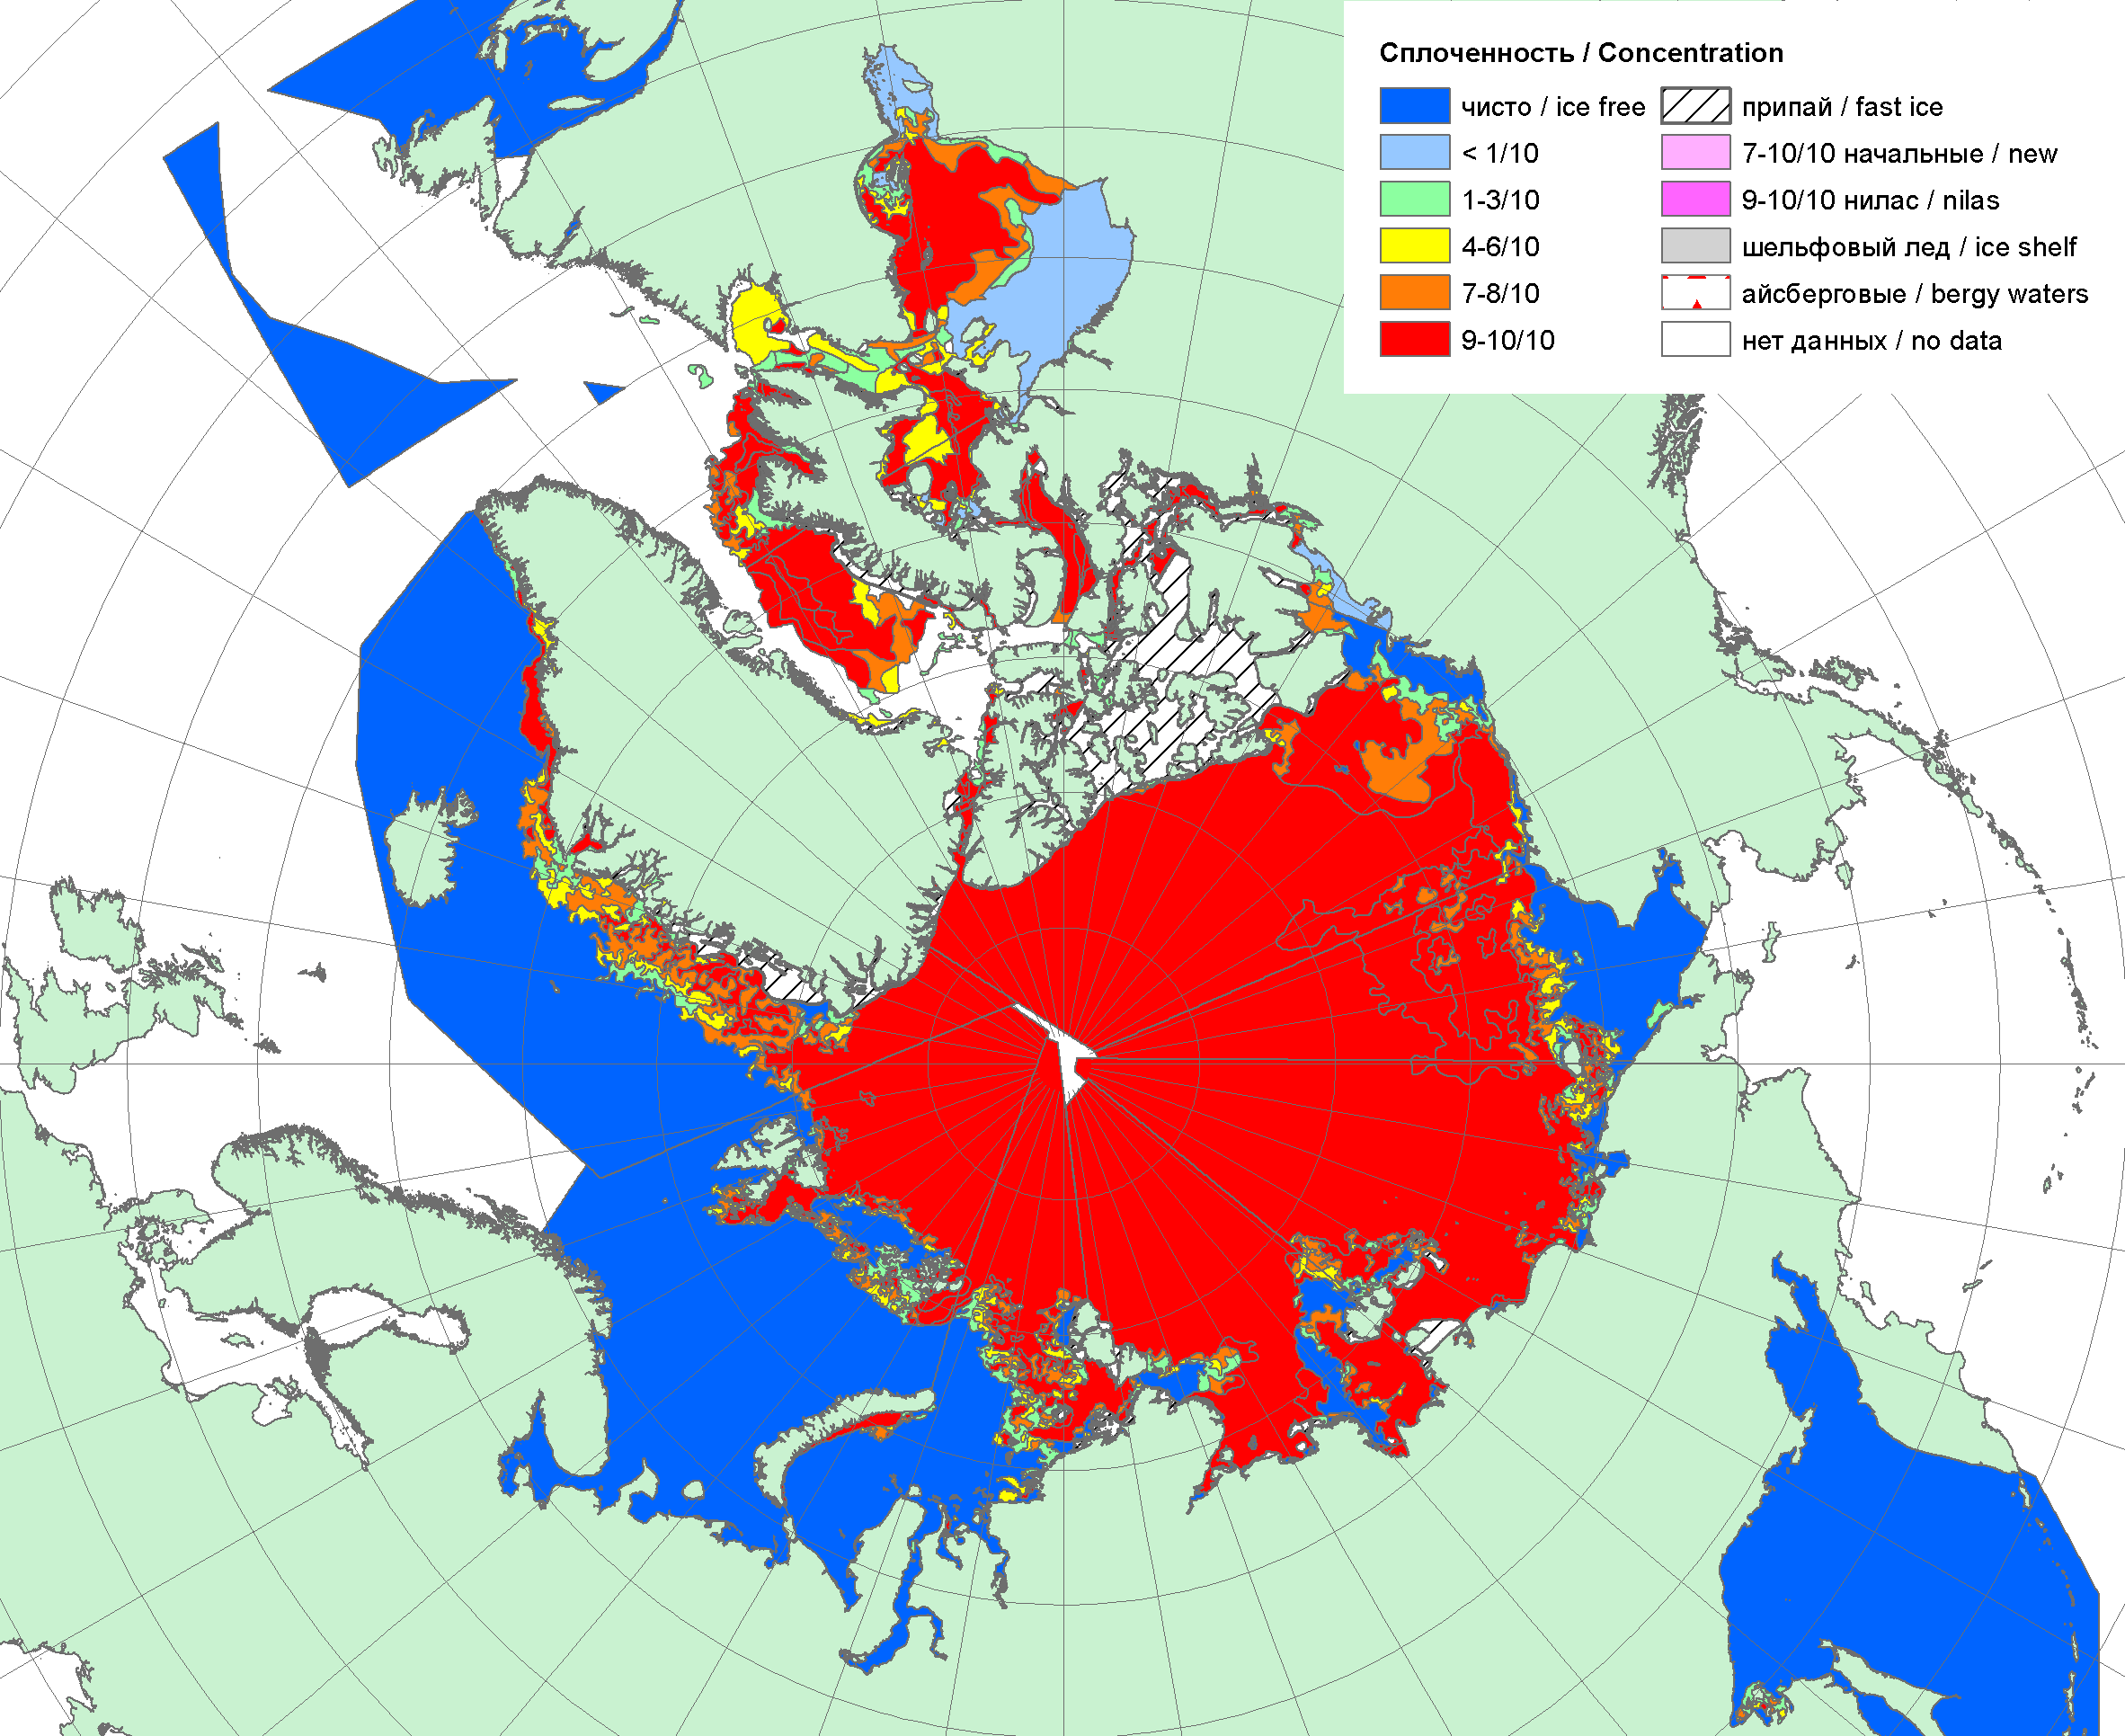 Сплоченность / Concentration
чисто / ice free
< 1/10
1-3/10
4-6/10
7-8/10
9-10/10
припай / fast ice
7-10/10 начальные / new
9-10/10 нилас / nilas
шельфовый лед / ice shelf
айсберговые / bergy waters
нет данных / no data